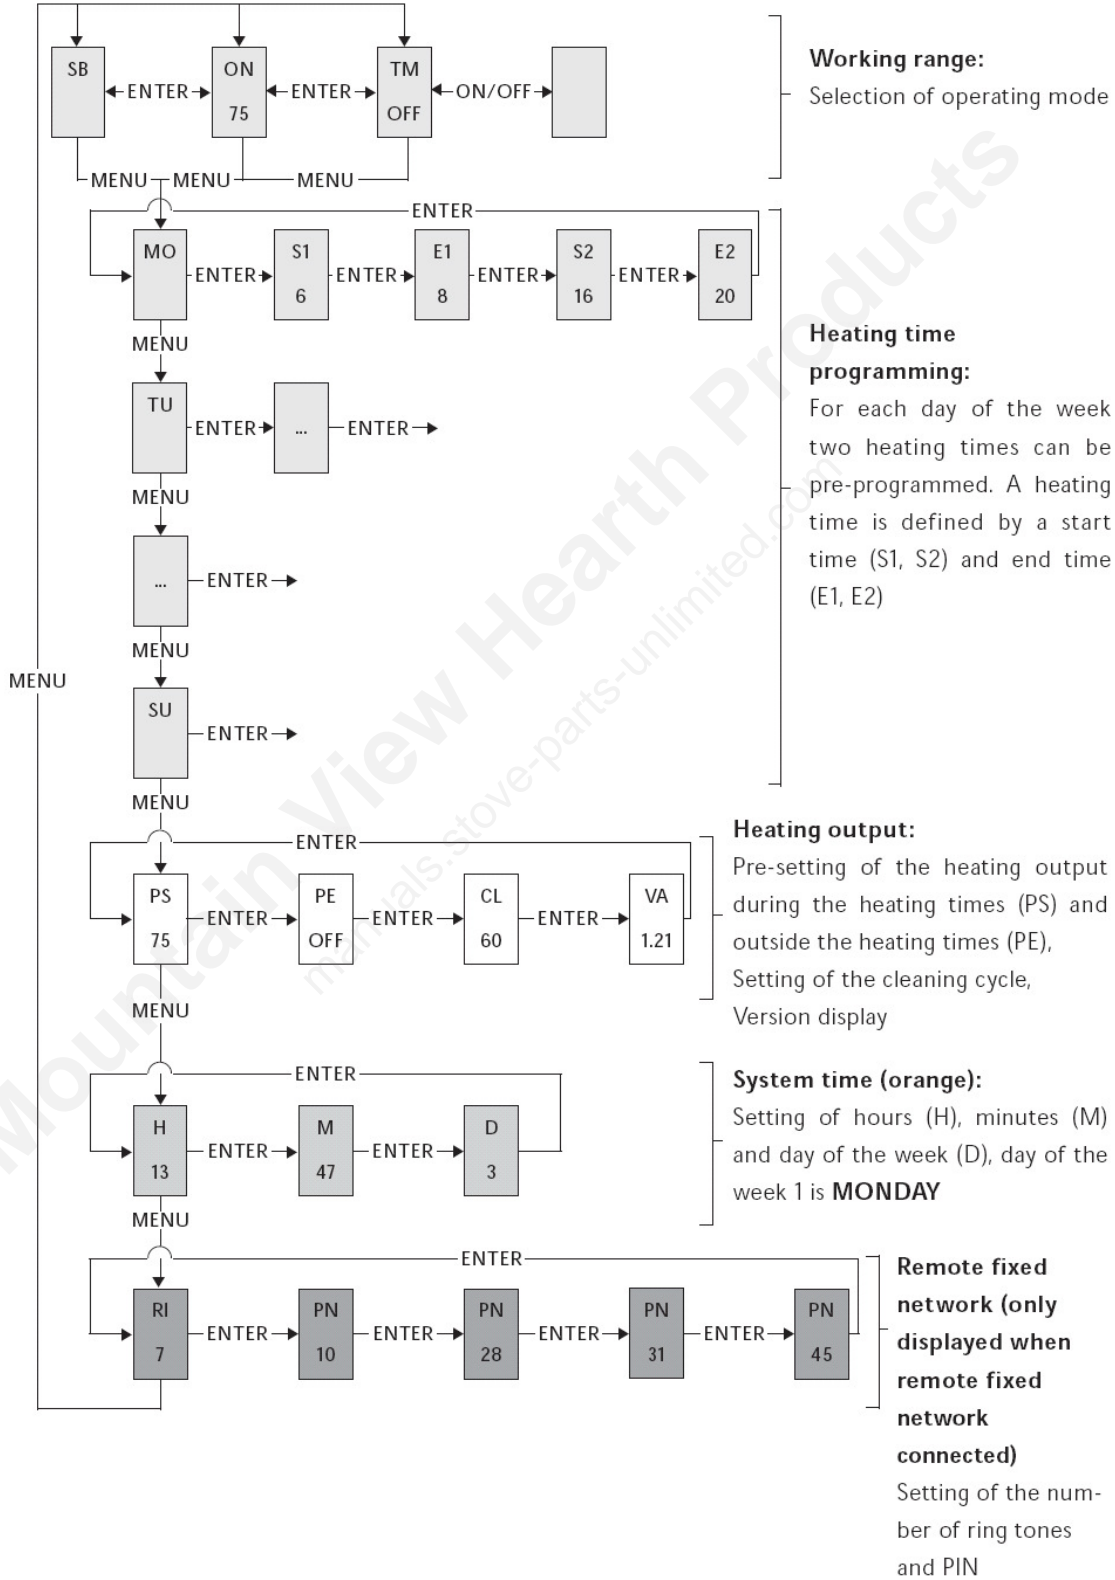 SB
ON
75
TM
OFF
ENTER
ENTER
ON/OFF
Working range:
Selection of operating mode
MENU
MENU
MENU
ENTER
MO
ENTER
S1
6
ENTER
E1
8
ENTER
S2
16
ENTER
E2
20
MENU
TU
ENTER
...
ENTER
MENU
...
ENTER
MENU
SU
ENTER
MENU
Heating time
programming:
For each day of the week
two heating times can be
pre-programmed. A heating
time is defined by a start
time (S1, S2) and end time
(E1, E2)
MENU
ENTER
PS
75
ENTER
PE
OFF
ENTER
CL
60
ENTER
VA
1.21
Heating output:
Pre-setting of the heating output
during the heating times (PS) and
outside the heating times (PE),
Setting of the cleaning cycle,
Version display
MENU
ENTER
H
13
ENTER
M
47
ENTER
D
3
System time (orange):
Setting of hours (H), minutes (M)
and day of the week (D), day of the
week 1 is MONDAY
MENU
ENTER
RI
7
ENTER
PN
10
ENTER
PN
28
ENTER
PN
31
ENTER
PN
45
Remote fixed
network (only
displayed when
remote fixed
network
connected)
Setting of the num-
ber of ring tones
and PIN
Mountain View Hearth Products
manuals.stove-parts-unlimited.com